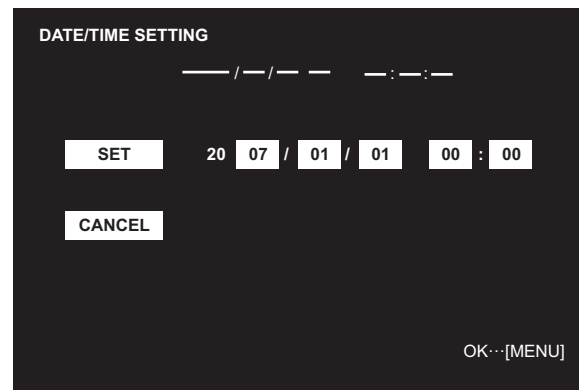 DATE/TIME SETTING
——/—/— — —:—:—
SET 20 07 / 01 / 01 00 : 00
CANCEL
OK···[MENU]